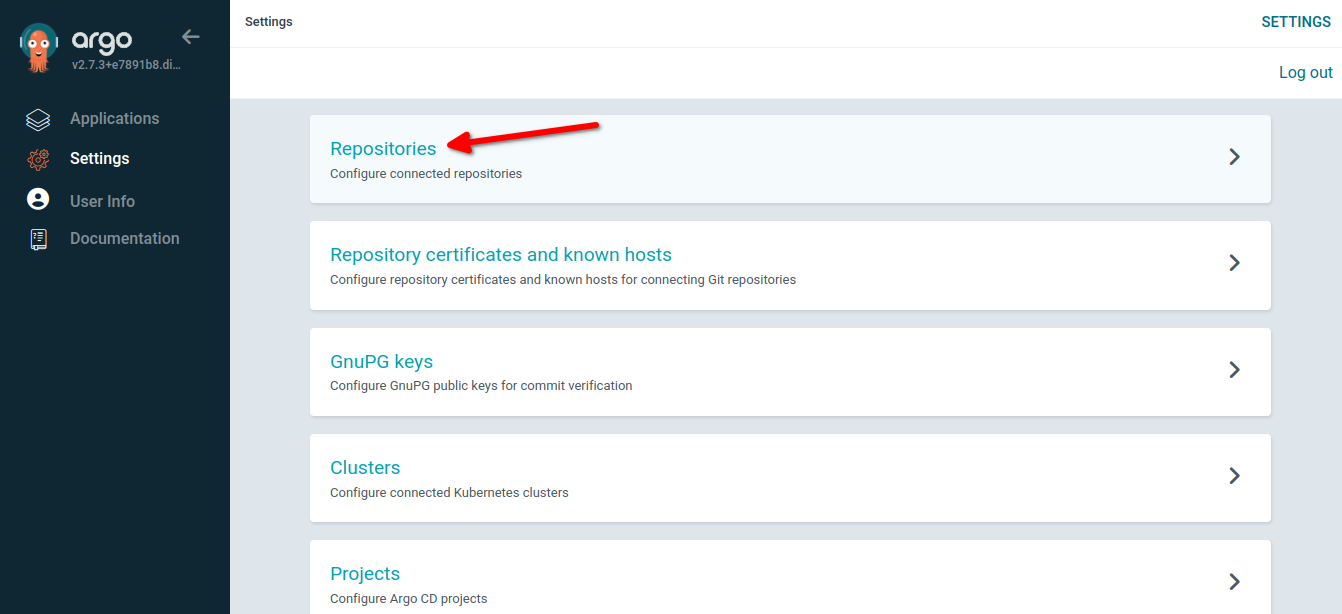 argo
v2.7.3+e7891b8.di...
Applications
Settings
User Info
Documentation
Settings
SETTINGS
Log out
Repositories
Configure connected repositories
Repository certificates and known hosts
Configure repository certificates and known hosts for connecting Git repositories
GnuPG keys
Configure GnuPG public keys for commit verification
Clusters
Configure connected Kubernetes clusters
Projects
Configure Argo CD projects